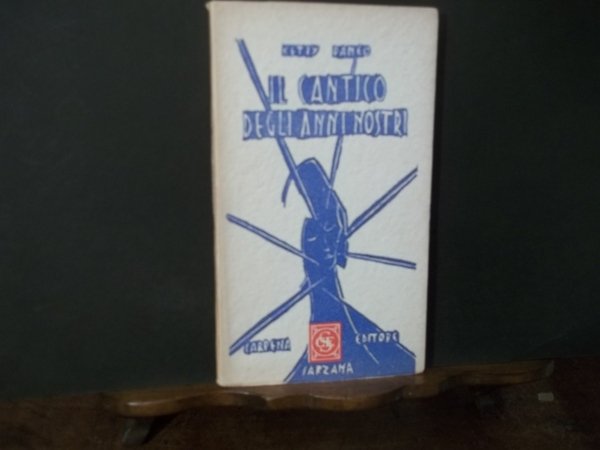 IL CANTICO
DEGLI ANNI NOSTRI
CARPENA EDITORE
SARZANA